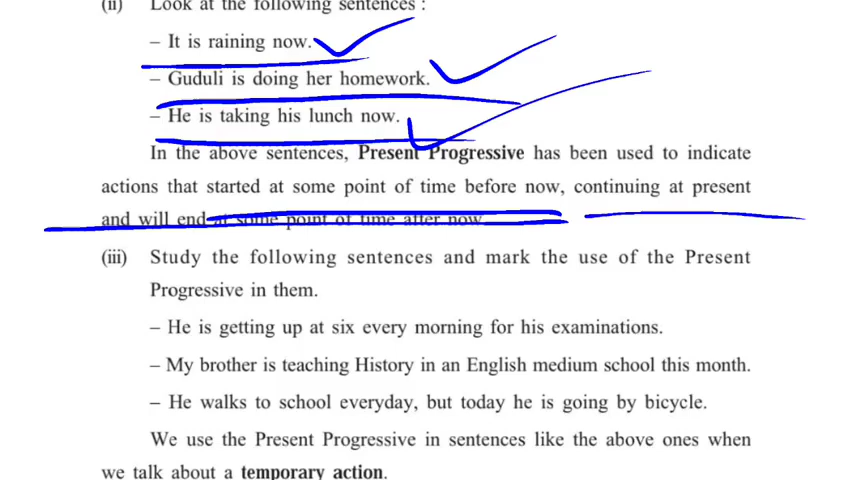 (ii) Look at the following sentences :
– It is raining now.
– Guduli is doing her homework.
– He is taking his lunch now.
In the above sentences, Present Progressive has been used to indicate
actions that started at some point of time before now, continuing at present
and will end at some point of time after now
(iii) Study the following sentences and mark the use of the Present
Progressive in them.
– He is getting up at six every morning for his examinations.
– My brother is teaching History in an English medium school this month.
– He walks to school everyday, but today he is going by bicycle.
We use the Present Progressive in sentences like the above ones when
we talk about a temporary action.